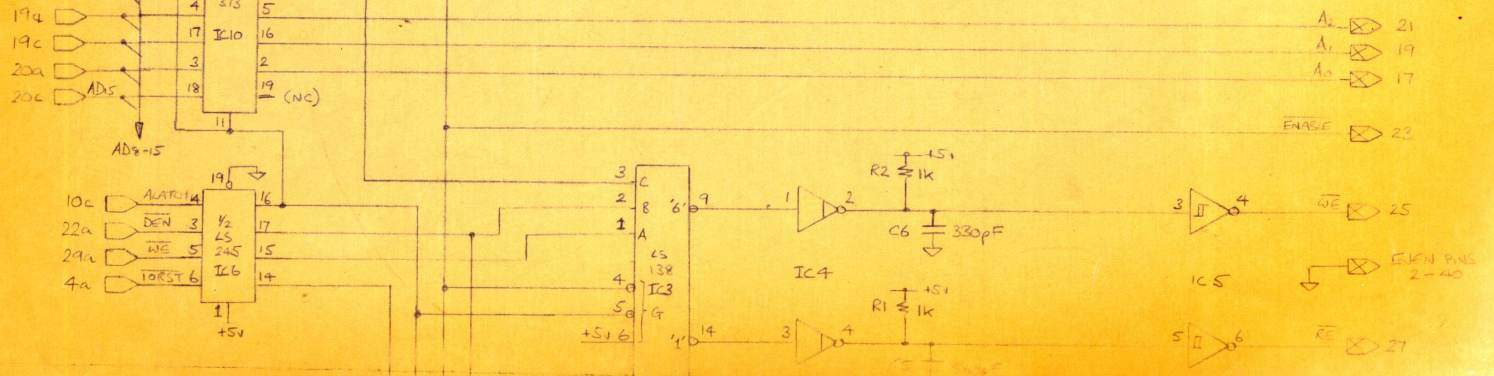 19a 4 5 A2 21
IC10
19c 17 16 A1 19
20a 3 2 A0 17
20c AD15 18 19 (NC)
11 ENABLE 23
AD8-15
+5v
R2 1k
19
10c ALATCH 4 16 3 C
22a DEN 3 17 2 B '6' 9 1 2 3 4 WE 25
1/2 LS 245 IC6
29a WE 5 15 1 A C6 330pF
4a IORST 6 14
LS 138 IC3
IC4 IC5
EVEN PINS 2-40
4
5 G
1 +5v
+5v 6 '1' 14 3 4
+5v
R1 1k
5 6 RE 27